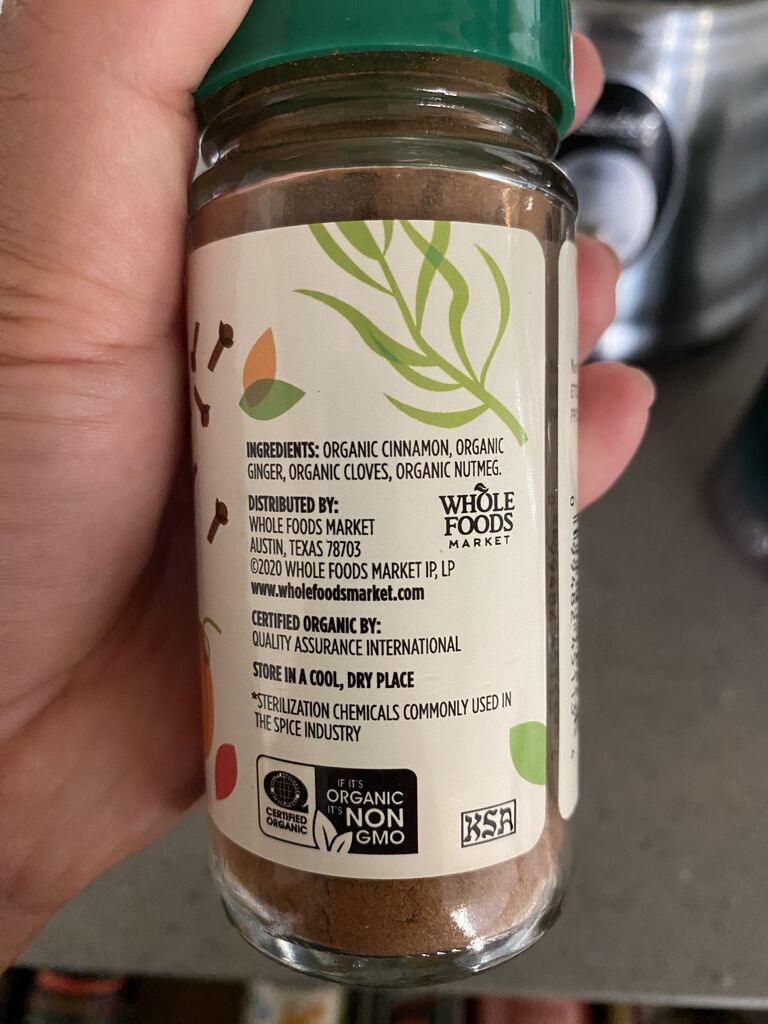 INGREDIENTS: ORGANIC CINNAMON, ORGANIC
GINGER, ORGANIC CLOVES, ORGANIC NUTMEG.
DISTRIBUTED BY:
WHOLE FOODS MARKET
AUSTIN, TEXAS 78703
©2020 WHOLE FOODS MARKET IP, LP
www.wholefoodsmarket.com
WHOLE
FOODS
MARKET
CERTIFIED ORGANIC BY:
QUALITY ASSURANCE INTERNATIONAL
STORE IN A COOL, DRY PLACE
*STERILIZATION CHEMICALS COMMONLY USED IN
THE SPICE INDUSTRY
CERTIFIED
ORGANIC
IF IT'S
ORGANIC
IT'S NON
GMO
KSA